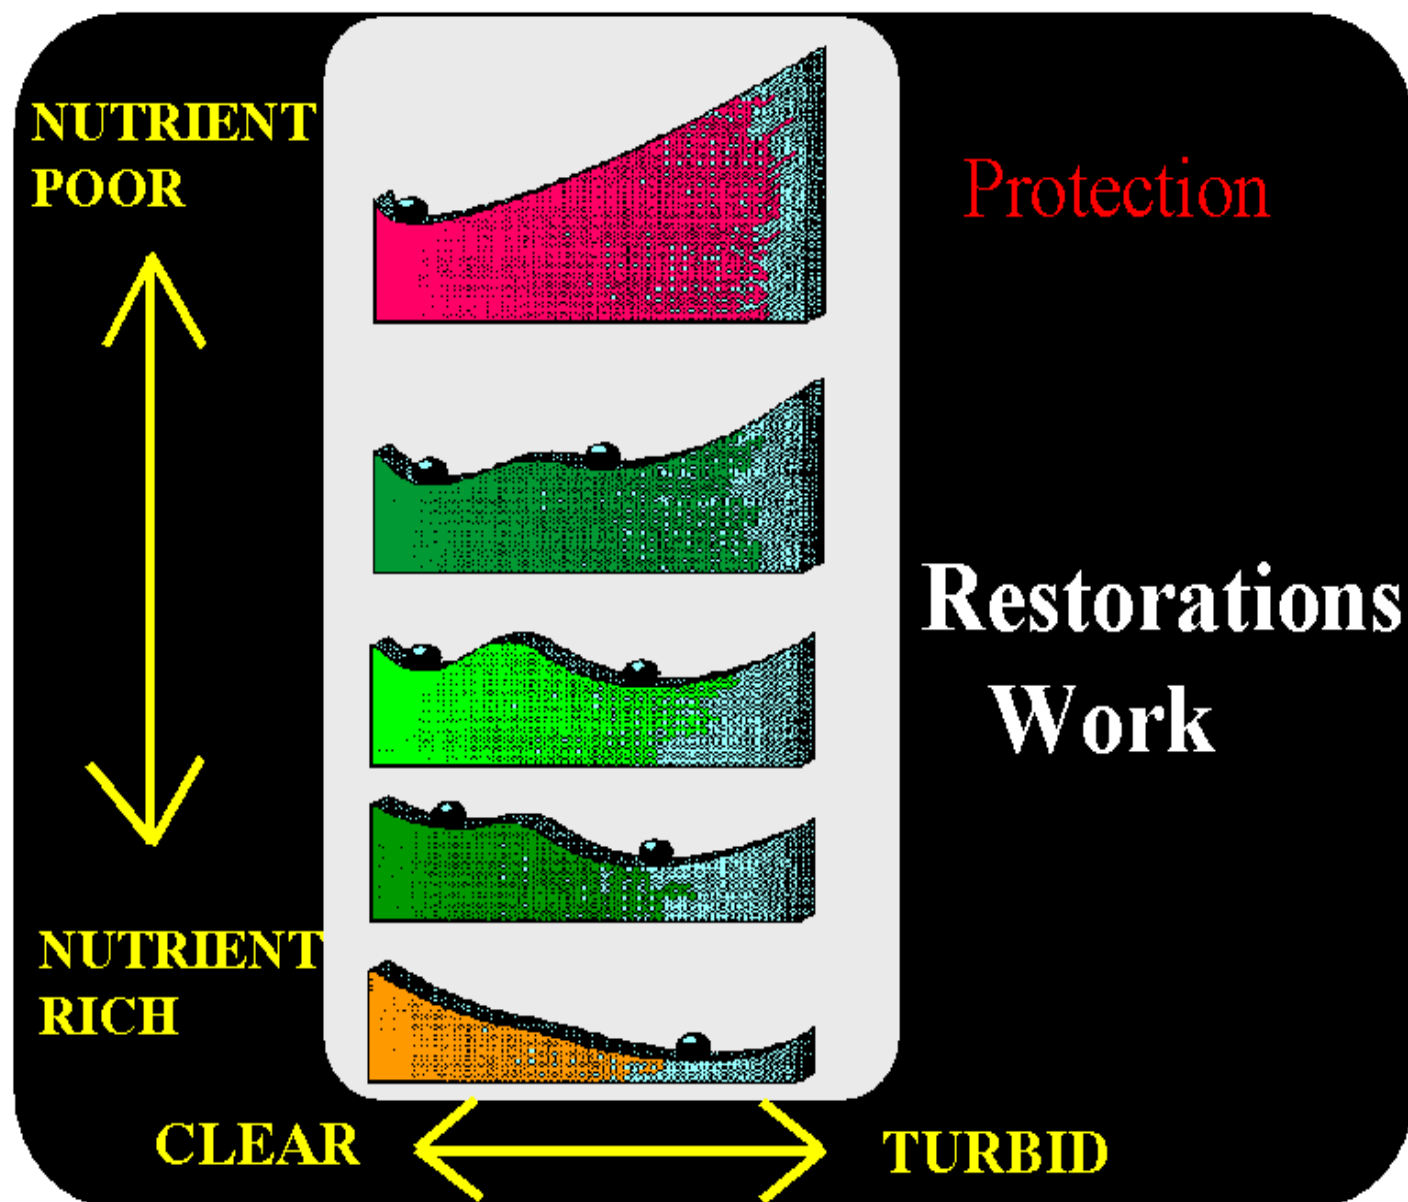 NUTRIENT
POOR
Protection
Restorations
Work
NUTRIENT
RICH
CLEAR
TURBID